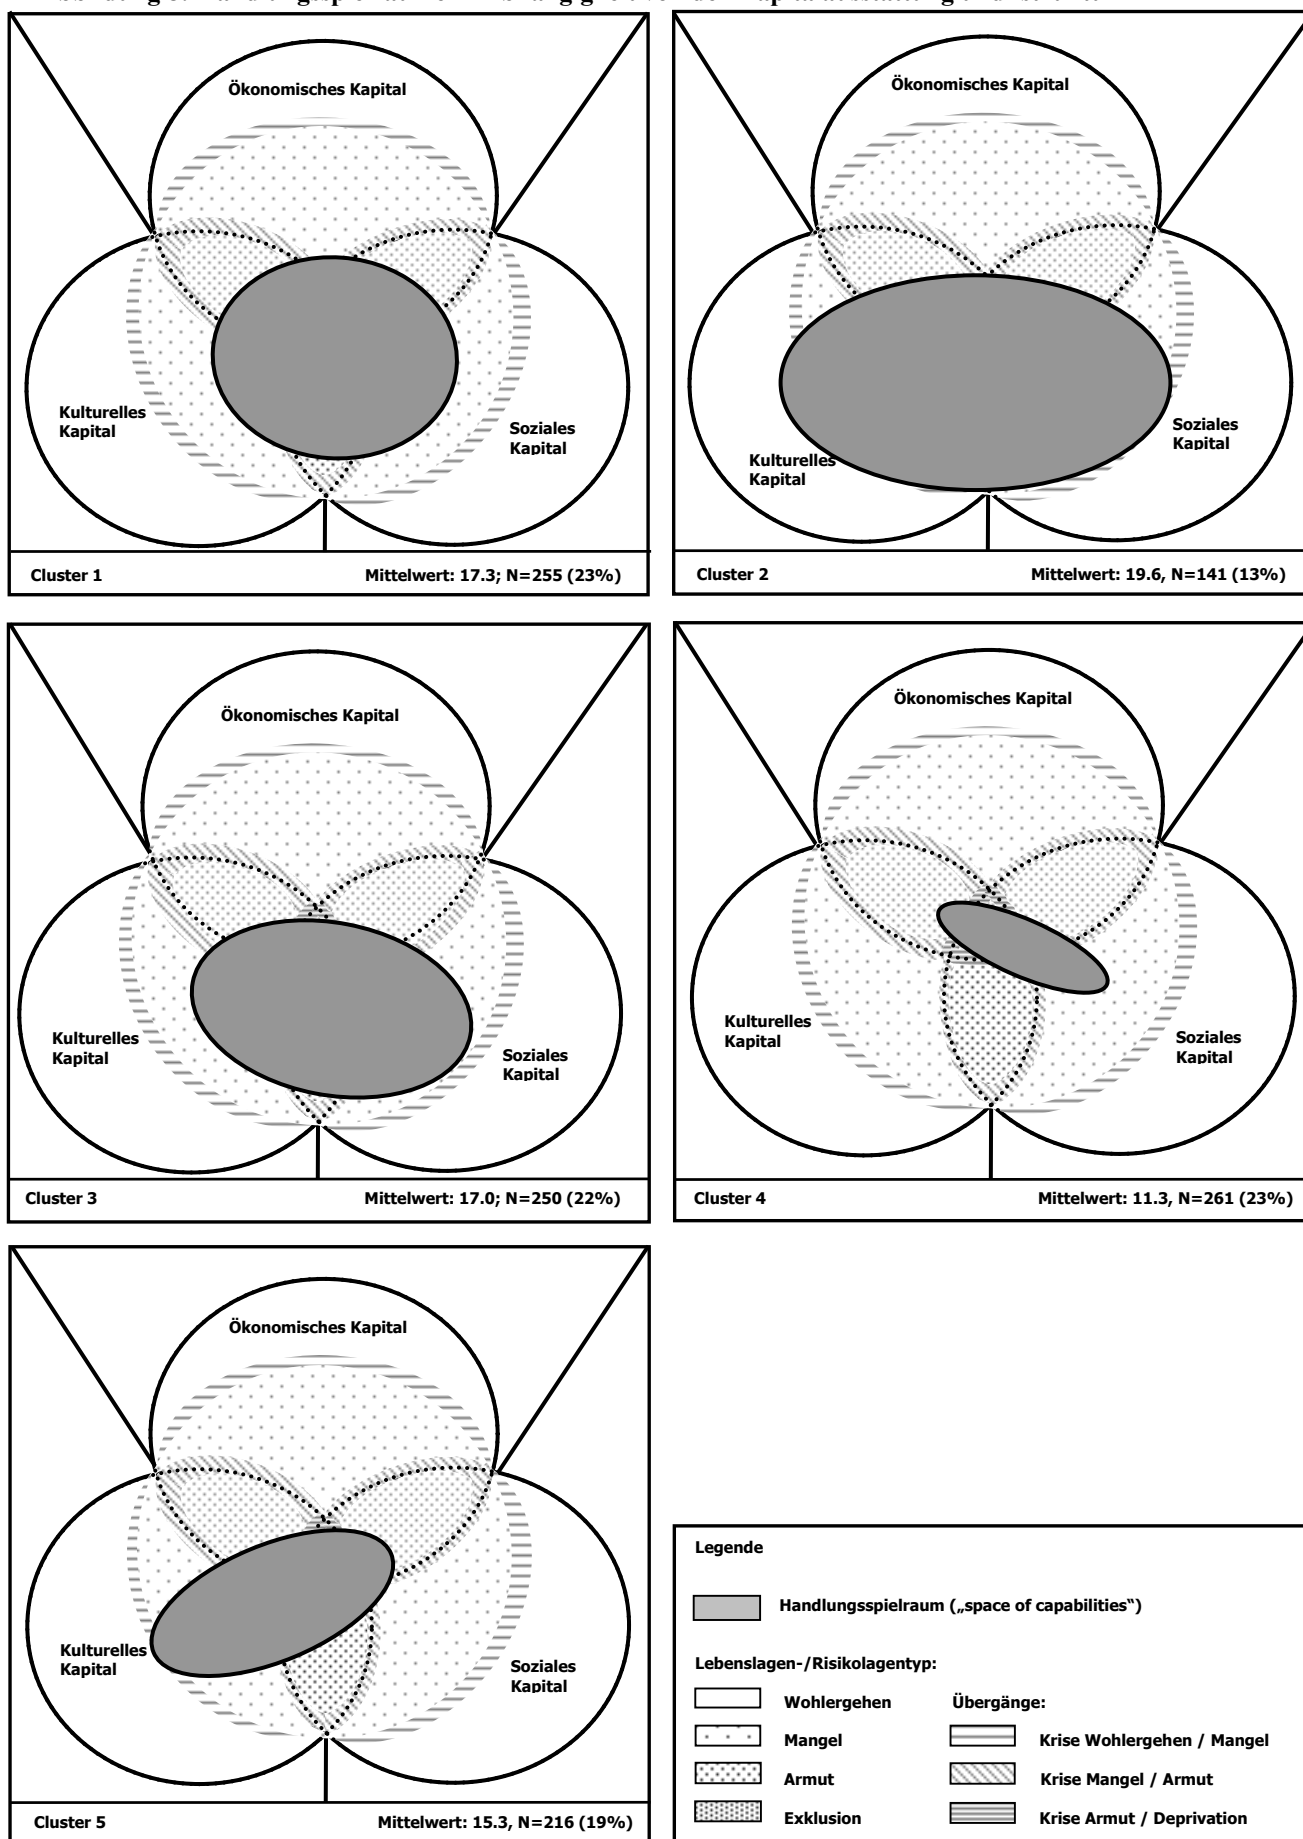 Ökonomisches Kapital
Kulturelles
Kapital
Soziales
Kapital
Cluster 1 Mittelwert: 17.3; N=255 (23%)
Ökonomisches Kapital
Kulturelles
Kapital
Soziales
Kapital
Cluster 2 Mittelwert: 19.6, N=141 (13%)
Ökonomisches Kapital
Kulturelles
Kapital
Soziales
Kapital
Cluster 3 Mittelwert: 17.0; N=250 (22%)
Ökonomisches Kapital
Kulturelles
Kapital
Soziales
Kapital
Cluster 4 Mittelwert: 11.3, N=261 (23%)
Ökonomisches Kapital
Kulturelles
Kapital
Soziales
Kapital
Cluster 5 Mittelwert: 15.3, N=216 (19%)
Legende
Handlungsspielraum („space of capabilities“)
Lebenslagen-/Risikolagentyp:
Wohlergehen Übergänge:
Mangel Krise Wohlergehen / Mangel
Armut Krise Mangel / Armut
Exklusion Krise Armut / Deprivation